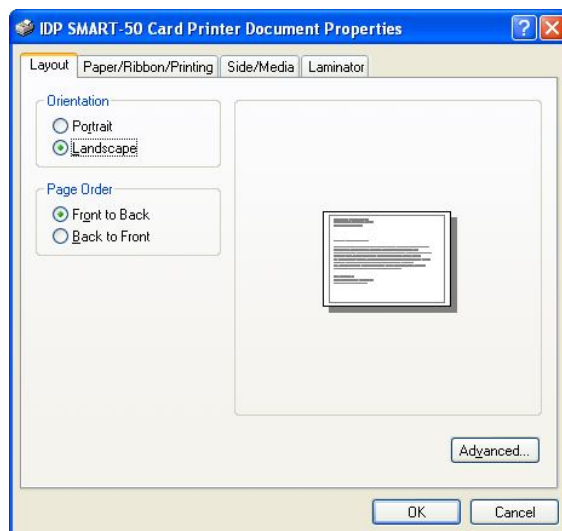 IDP SMART-50 Card Printer Document Properties
Layout Paper/Ribbon/Printing Side/Media Laminator
Orientation
Portrait
Landscape
Page Order
Front to Back
Back to Front
Advanced...
OK Cancel